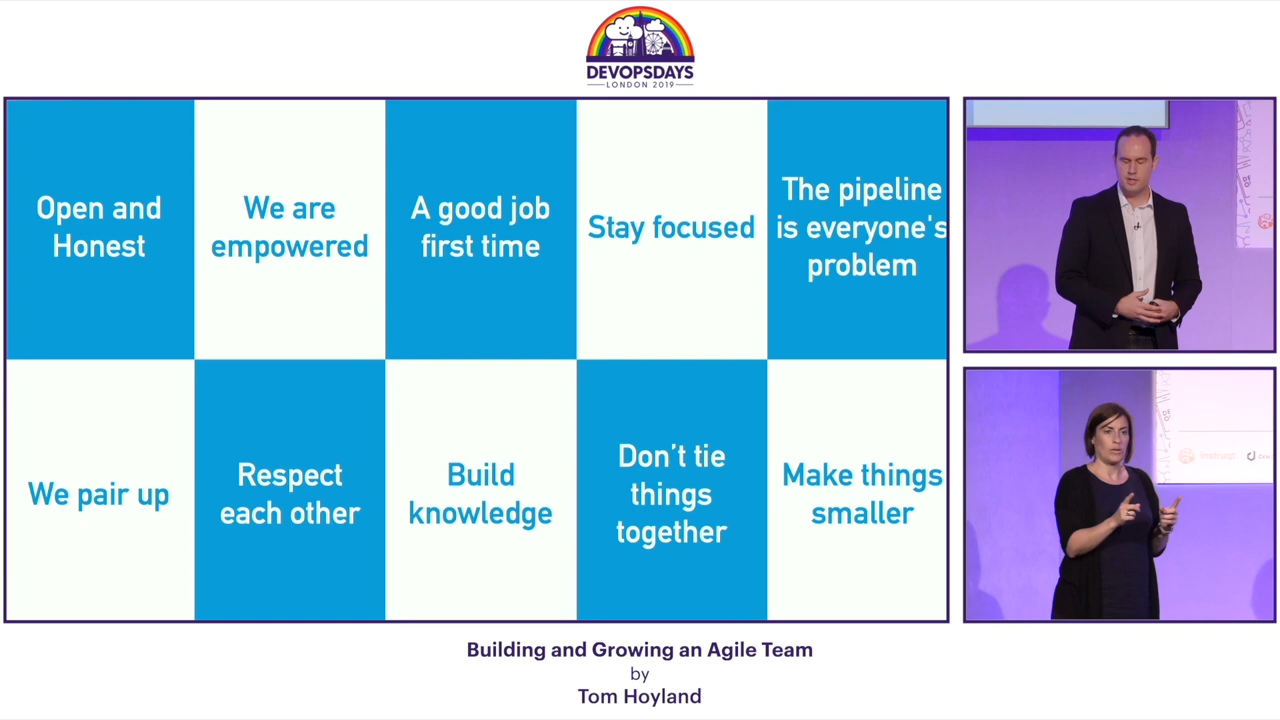 DEVOPSDAYS
LONDON 2019
Open and
Honest
We are
empowered
A good job
first time
Stay focused
The pipeline
is everyone's
problem
We pair up
Respect
each other
Build
knowledge
Don't tie
things
together
Make things
smaller
instruqt
Building and Growing an Agile Team
by
Tom Hoyland